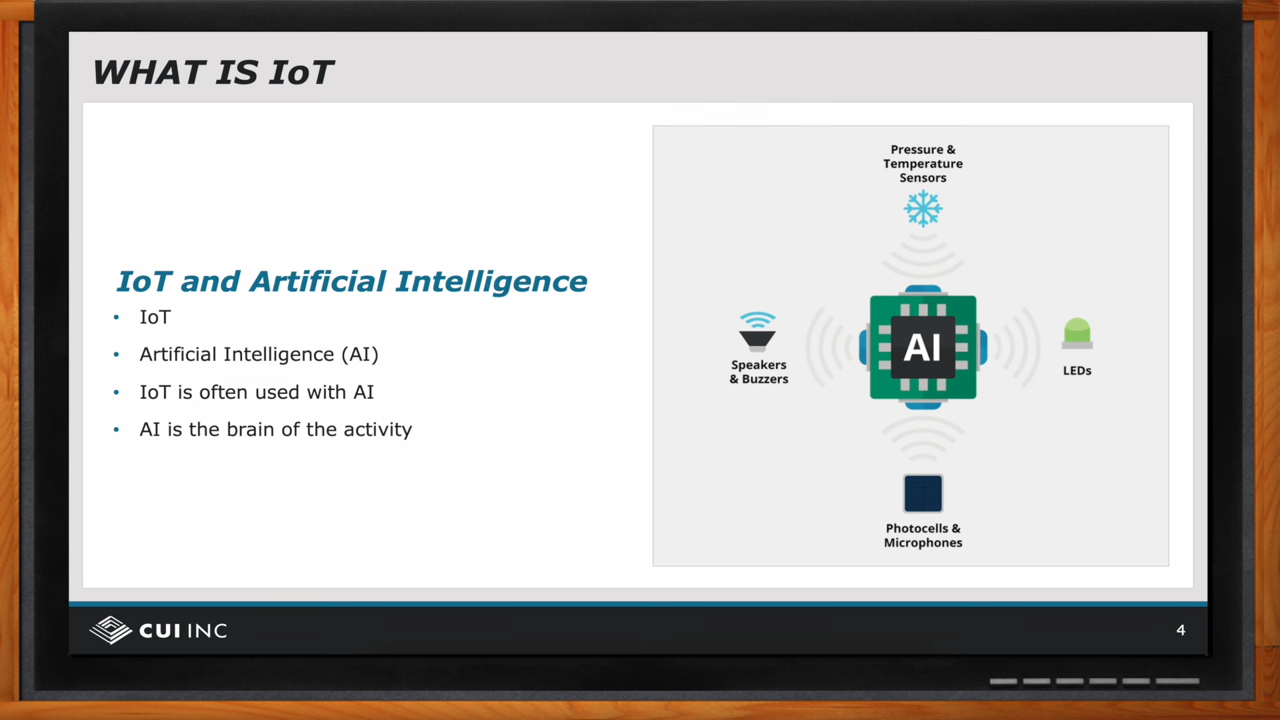 WHAT IS IoT
IoT and Artificial Intelligence
• IoT
• Artificial Intelligence (AI)
• IoT is often used with AI
• AI is the brain of the activity
Pressure &
Temperature
Sensors
Speakers
& Buzzers
AI
LEDs
Photocells &
Microphones
CUI INC
4